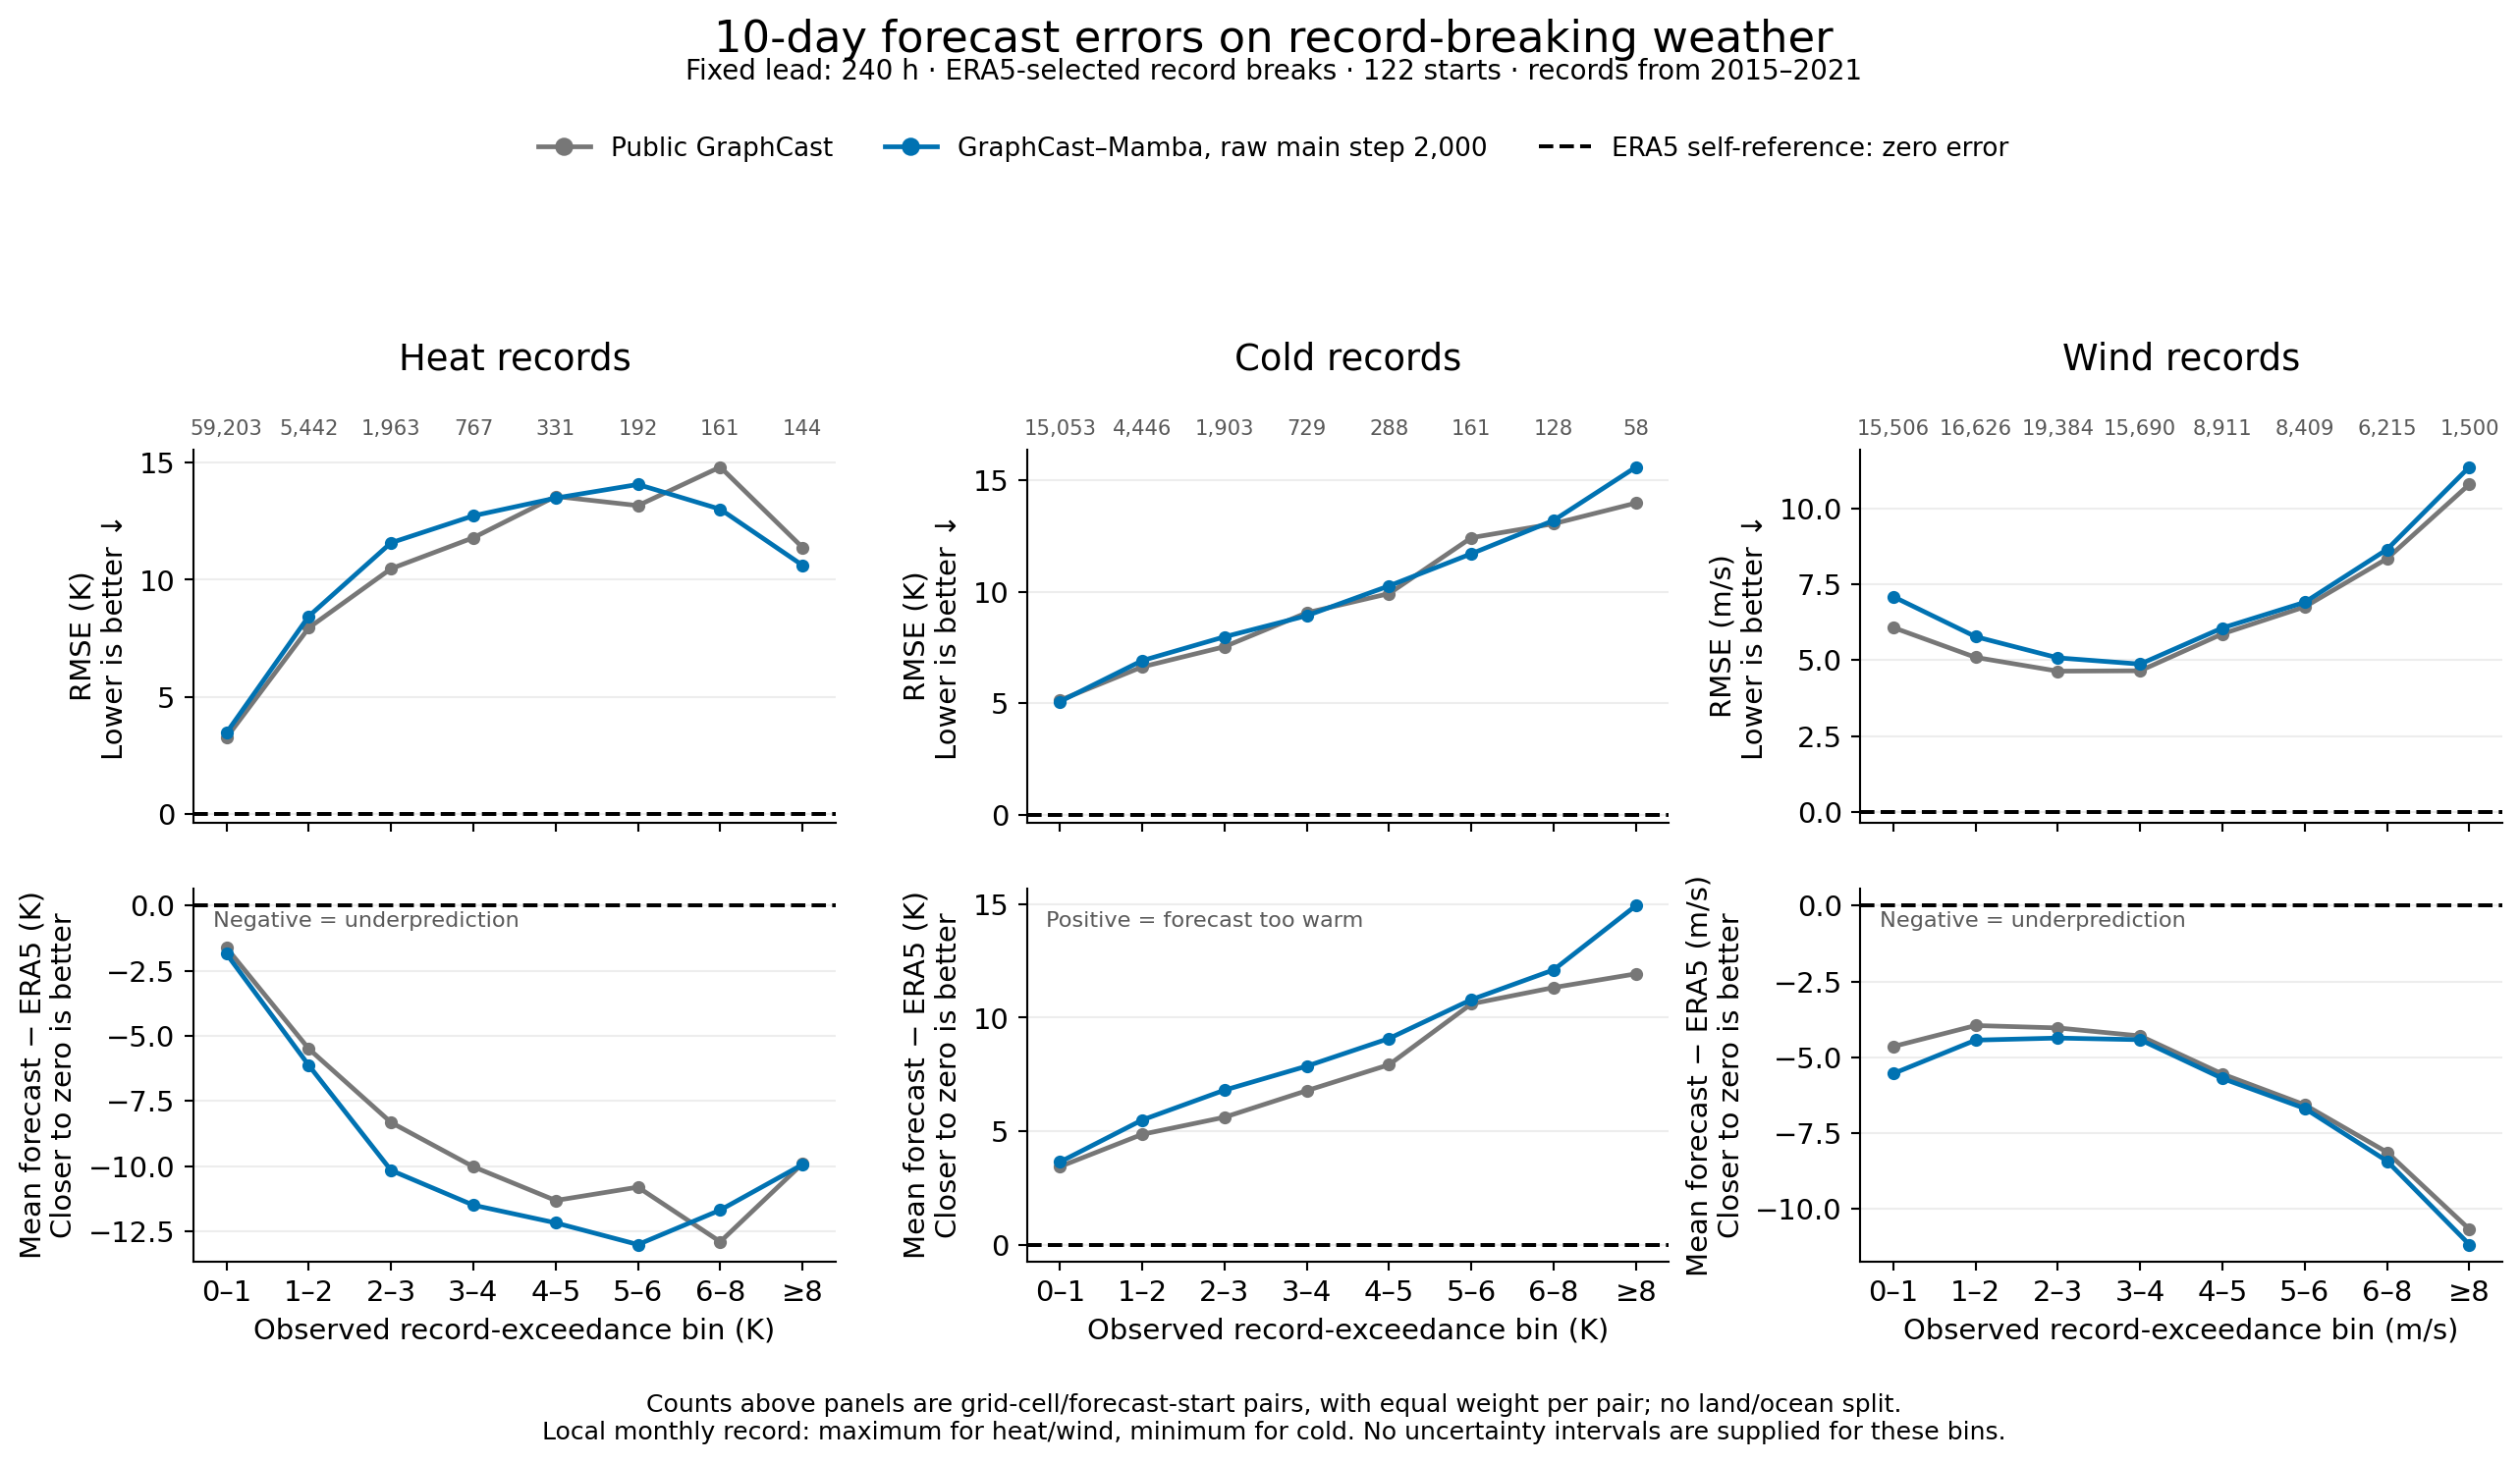 10-day forecast errors on record-breaking weather
Fixed lead: 240 h · ERA5-selected record breaks · 122 starts · records from 2015–2021
Public GraphCast
GraphCast–Mamba, raw main step 2,000
ERA5 self-reference: zero error
Heat records
59,203 5,442 1,963 767 331 192 161 144
15
10
5
0
RMSE (K)
Lower is better ↓
Cold records
15,053 4,446 1,903 729 288 161 128 58
15
10
5
0
RMSE (K)
Lower is better ↓
Wind records
15,506 16,626 19,384 15,690 8,911 8,409 6,215 1,500
10.0
7.5
5.0
2.5
0.0
RMSE (m/s)
Lower is better ↓
Negative = underprediction
0.0
−2.5
−5.0
−7.5
−10.0
−12.5
Mean forecast − ERA5 (K)
Closer to zero is better
0–1 1–2 2–3 3–4 4–5 5–6 6–8 ≥8
Observed record-exceedance bin (K)
Positive = forecast too warm
15
10
5
0
Mean forecast − ERA5 (K)
Closer to zero is better
0–1 1–2 2–3 3–4 4–5 5–6 6–8 ≥8
Observed record-exceedance bin (K)
Negative = underprediction
0.0
−2.5
−5.0
−7.5
−10.0
Mean forecast − ERA5 (m/s)
Closer to zero is better
0–1 1–2 2–3 3–4 4–5 5–6 6–8 ≥8
Observed record-exceedance bin (m/s)
Counts above panels are grid-cell/forecast-start pairs, with equal weight per pair; no land/ocean split.
Local monthly record: maximum for heat/wind, minimum for cold. No uncertainty intervals are supplied for these bins.